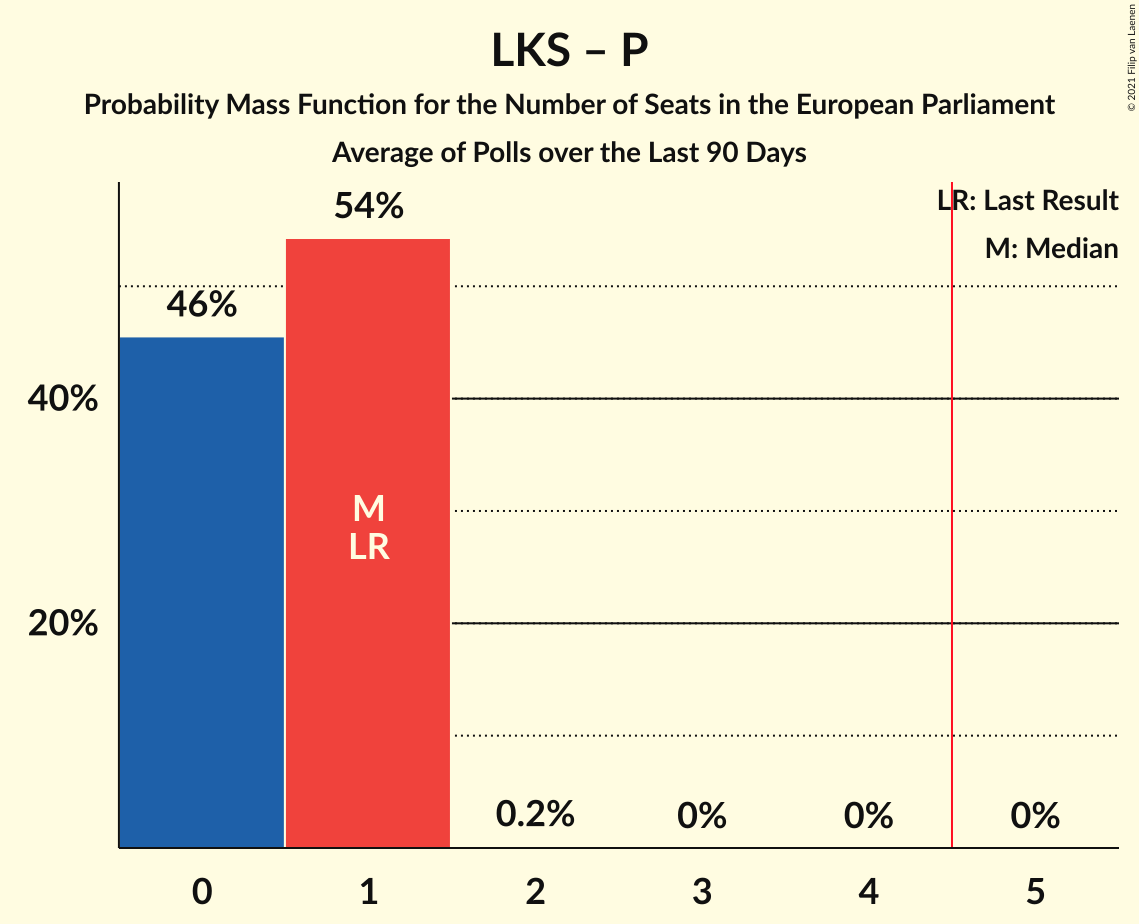 LKS – P
Probability Mass Function for the Number of Seats in the European Parliament
Average of Polls over the Last 90 Days
© 2021 Filip van Laenen
LR: Last Result
M: Median
54%
46%
40%
20%
M
LR
0.2%
0%
0%
0%
0
1
2
3
4
5